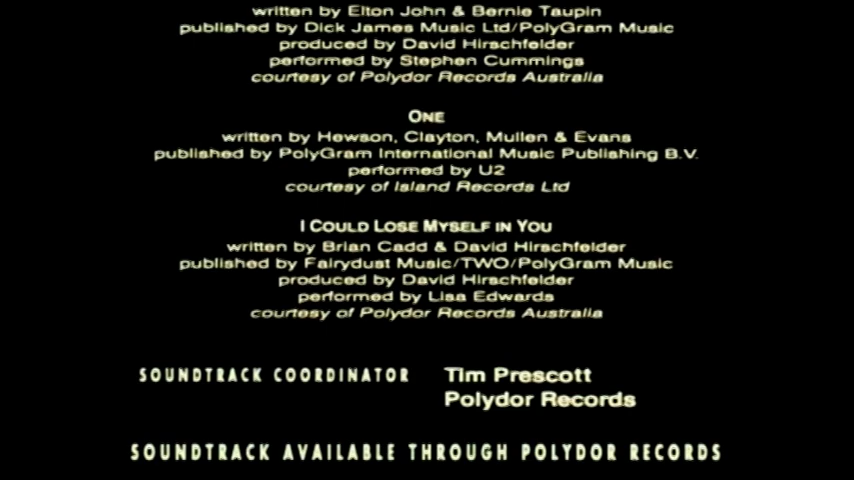 written by Elton John & Bernie Taupin
published by Dick James Music Ltd/PolyGram Music
produced by David Hirschfelder
performed by Stephen Cummings
courtesy of Polydor Records Australia
ONE
written by Hewson, Clayton, Mullen & Evans
published by PolyGram International Music Publishing B.V.
performed by U2
courtesy of Island Records Ltd
I COULD LOSE MYSELF IN YOU
written by Brian Cadd & David Hirschfelder
published by Fairydust Music/TWO/PolyGram Music
produced by David Hirschfelder
performed by Lisa Edwards
courtesy of Polydor Records Australia
SOUNDTRACK COORDINATOR Tim Prescott
Polydor Records
SOUNDTRACK AVAILABLE THROUGH POLYDOR RECORDS